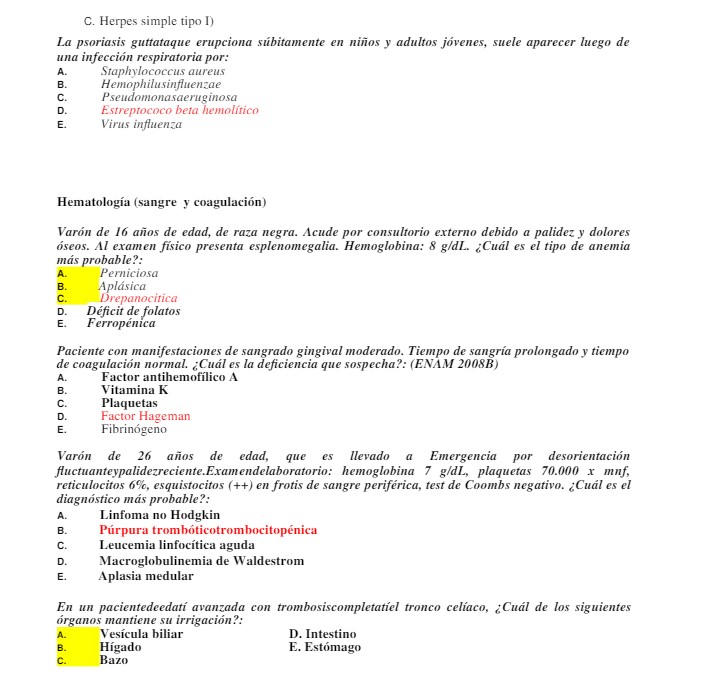 C. Herpes simple tipo I)
La psoriasis guttataque erupciona súbitamente en niños y adultos jóvenes, suele aparecer luego de
una infección respiratoria por:
A. Staphylococcus aureus
B. Hemophilusinfluenzae
C. Pseudomonasaeruginosa
D. Estreptococo beta hemolítico
E. Virus influenza
Hematología (sangre y coagulación)
Varón de 16 años de edad, de raza negra. Acude por consultorio externo debido a palidez y dolores
óseos. Al examen físico presenta esplenomegalia. Hemoglobina: 8 g/dL. ¿Cuál es el tipo de anemia
más probable?:
A. Perniciosa
B. Aplásica
C. Drepanocitica
D. Déficit de folatos
E. Ferropénica
Paciente con manifestaciones de sangrado gingival moderado. Tiempo de sangría prolongado y tiempo
de coagulación normal. ¿Cuál es la deficiencia que sospecha?: (ENAM 2008B)
A. Factor antihemofílico A
B. Vitamina K
C. Plaquetas
D. Factor Hageman
E. Fibrinógeno
Varón de 26 años de edad, que es llevado a Emergencia por desorientación
fluctuanteypalidezreciente.Examendelaboratorio: hemoglobina 7 g/dL, plaquetas 70.000 x mnf,
reticulocitos 6%, esquistocitos (++) en frotis de sangre periférica, test de Coombs negativo. ¿Cuál es el
diagnóstico más probable?:
A. Linfoma no Hodgkin
B. Púrpura trombóticotrombocitopénica
C. Leucemia linfocítica aguda
D. Macroglobulinemia de Waldestrom
E. Aplasia medular
En un pacientedeedatí avanzada con trombosiscompletatíel tronco celíaco, ¿Cuál de los siguientes
órganos mantiene su irrigación?:
A. Vesícula biliar D. Intestino
B. Hígado E. Estómago
C. Bazo